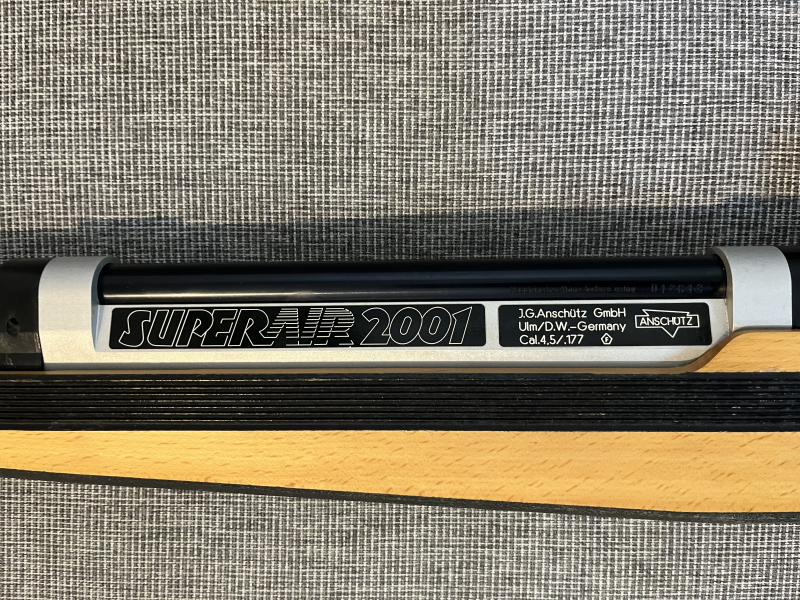 SUPERAIR 2001
J.G.Anschütz GmbH
Ulm/D.W.-Germany
Cal.4,5/.177 F
ANSCHÜTZ